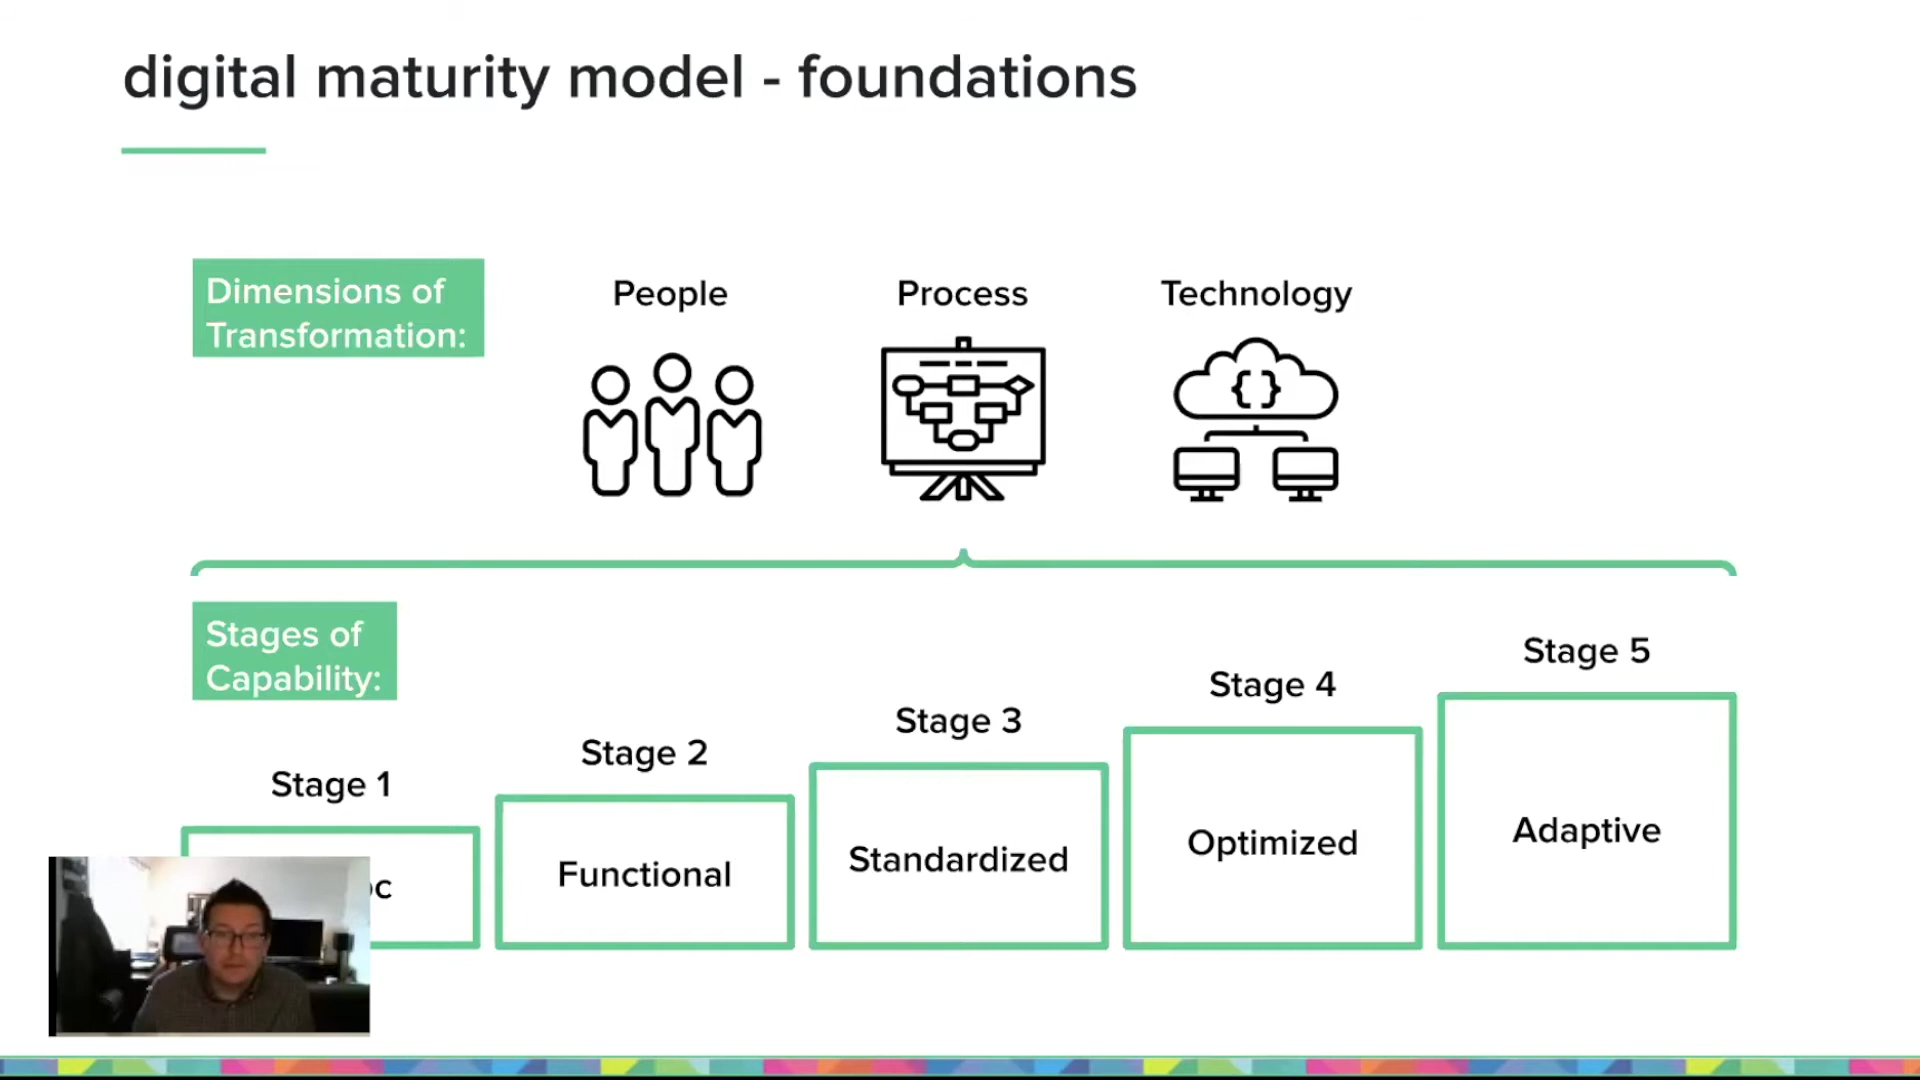 digital maturity model - foundations
Dimensions of
Transformation:
People
Process
Technology
{}
Stages of
Capability:
Stage 1
Stage 2
Functional
Stage 3
Standardized
Stage 4
Optimized
Stage 5
Adaptive